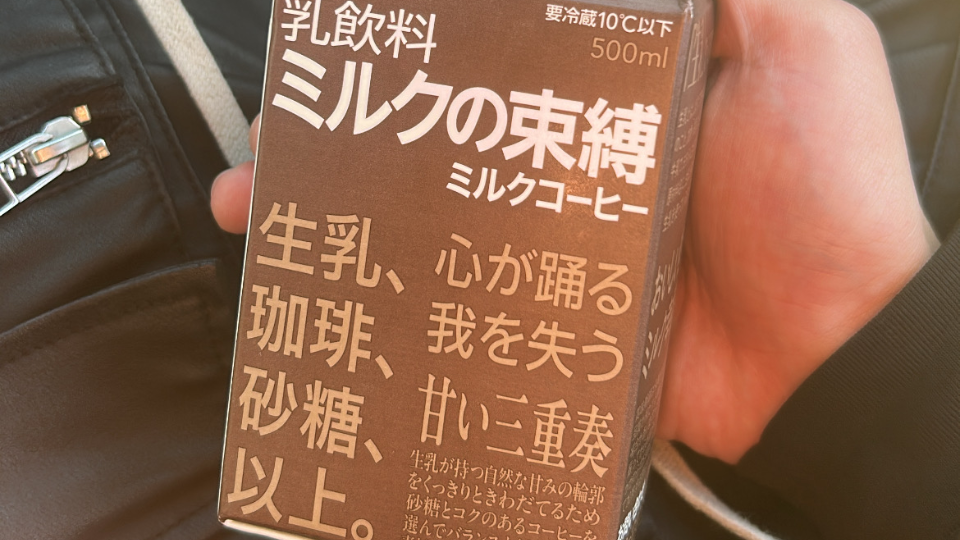 乳飲料
要冷蔵10℃以下
500ml
ミルクの束縛
ミルクコーヒー
生乳、
珈琲、
砂糖、
以上。
心が踊る
我を失う
甘い三重奏
生乳が持つ自然な甘みの輪郭
をくっきりときわだてるため
砂糖とコクのあるコーヒーを
選んでバランス